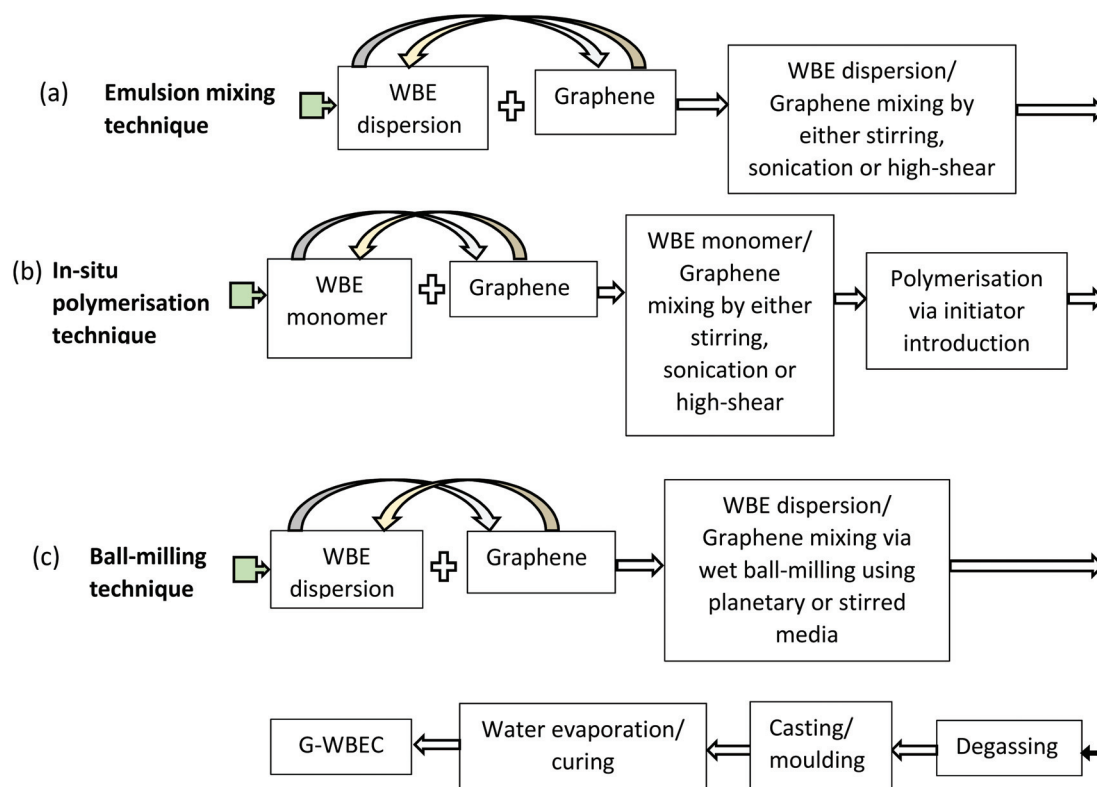 (a)
Emulsion mixing
technique
WBE
dispersion
Graphene
WBE dispersion/
Graphene mixing by
either stirring,
sonication or high-shear
(b)
In-situ
polymerisation
technique
WBE
monomer
Graphene
WBE monomer/
Graphene
mixing by either
stirring,
sonication or
high-shear
Polymerisation
via initiator
introduction
(c)
Ball-milling
technique
WBE
dispersion
Graphene
WBE dispersion/
Graphene mixing via
wet ball-milling using
planetary or stirred
media
G-WBEC
Water evaporation/
curing
Casting/
moulding
Degassing